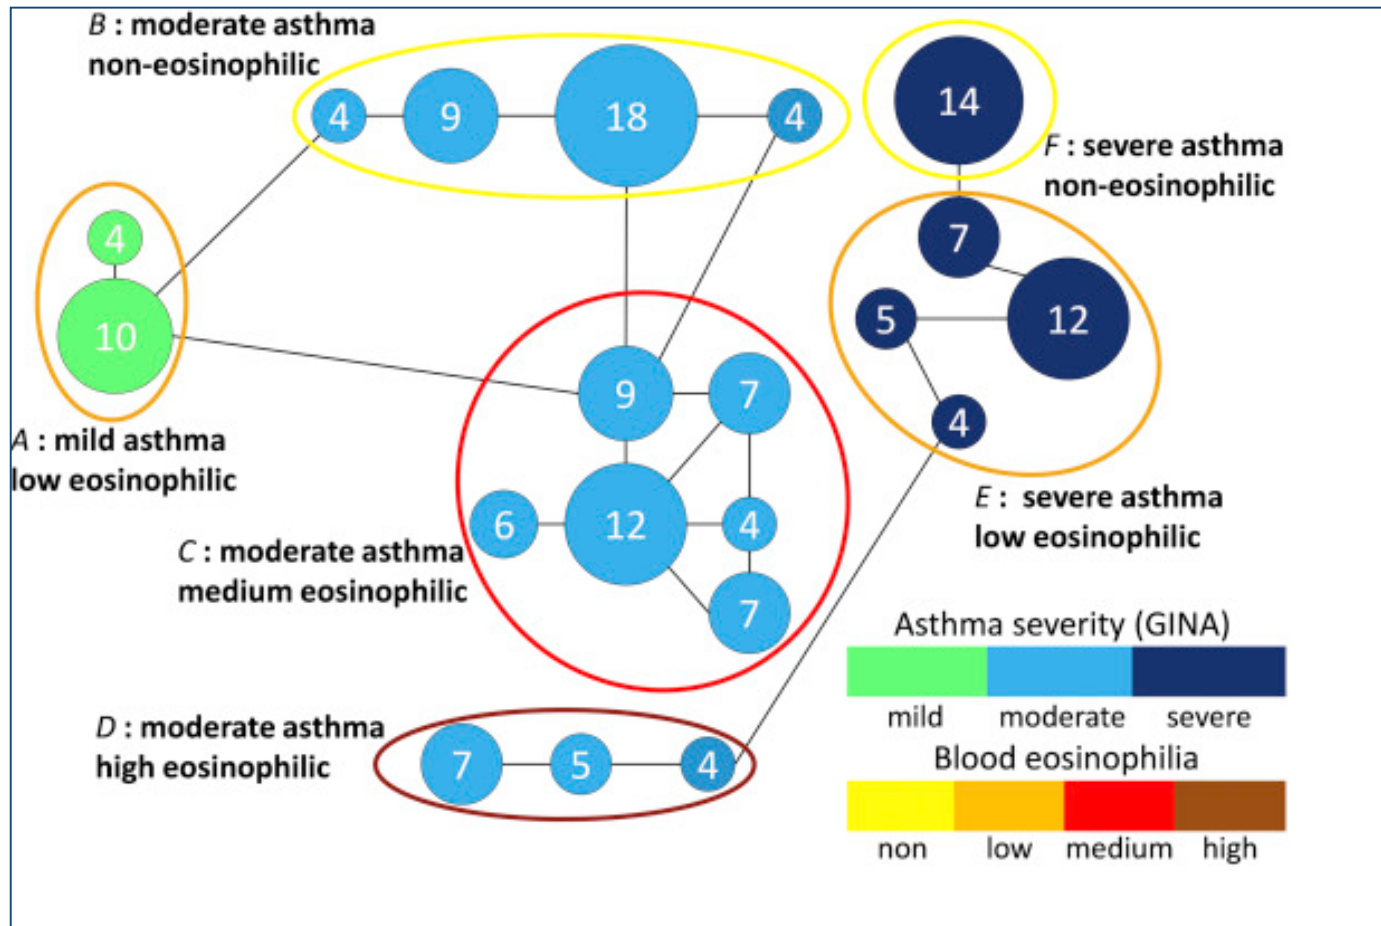 B : moderate asthma
non-eosinophilic
4
9
18
4
14
F : severe asthma
non-eosinophilic
4
10
A : mild asthma
low eosinophilic
7
5
12
4
E :  severe asthma
low eosinophilic
9
7
6
12
4
7
C : moderate asthma
medium eosinophilic
D : moderate asthma
high eosinophilic
7
5
4
Asthma severity (GINA)
mild moderate severe
Blood eosinophilia
non low medium high